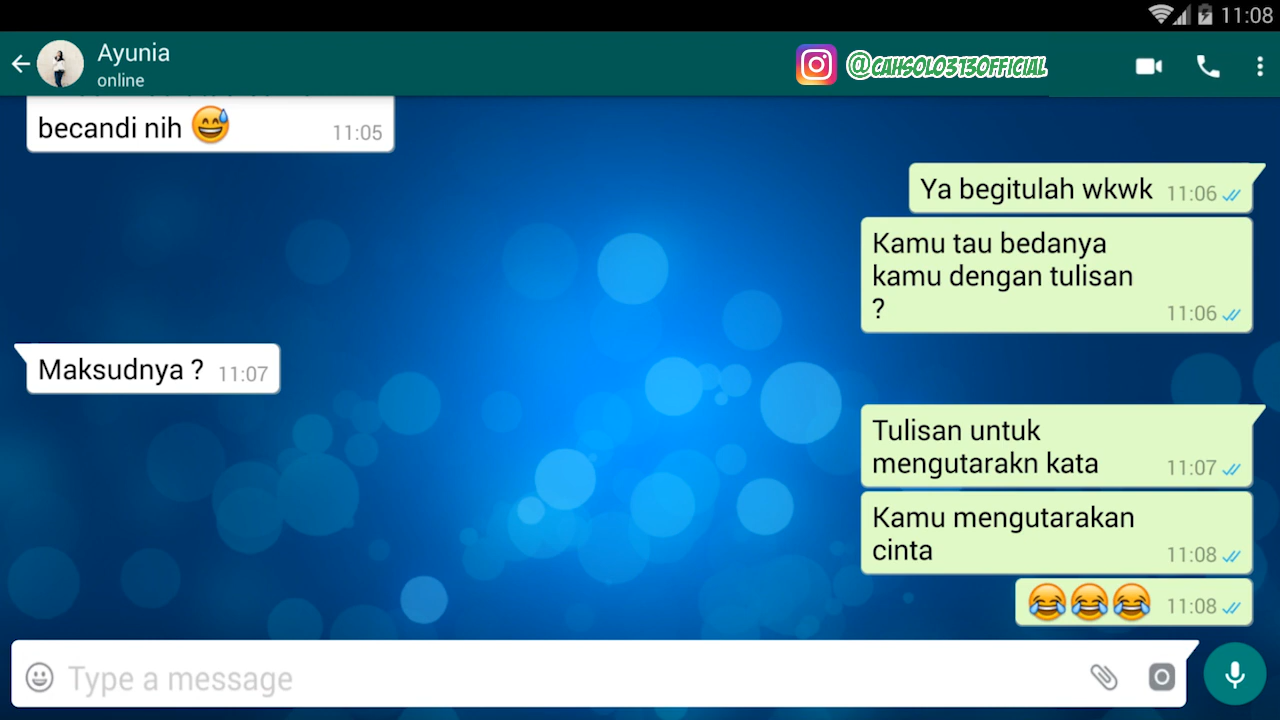 11:08
Ayunia
online
@CAHSOLO313OFFICIAL
becandi nih 😅 11:05
Ya begitulah wkwk 11:06
Kamu tau bedanya
kamu dengan tulisan
? 11:06
Maksudnya ? 11:07
Tulisan untuk
mengutarakn kata 11:07
Kamu mengutarakan
cinta 11:08
😂😂😂 11:08
Type a message